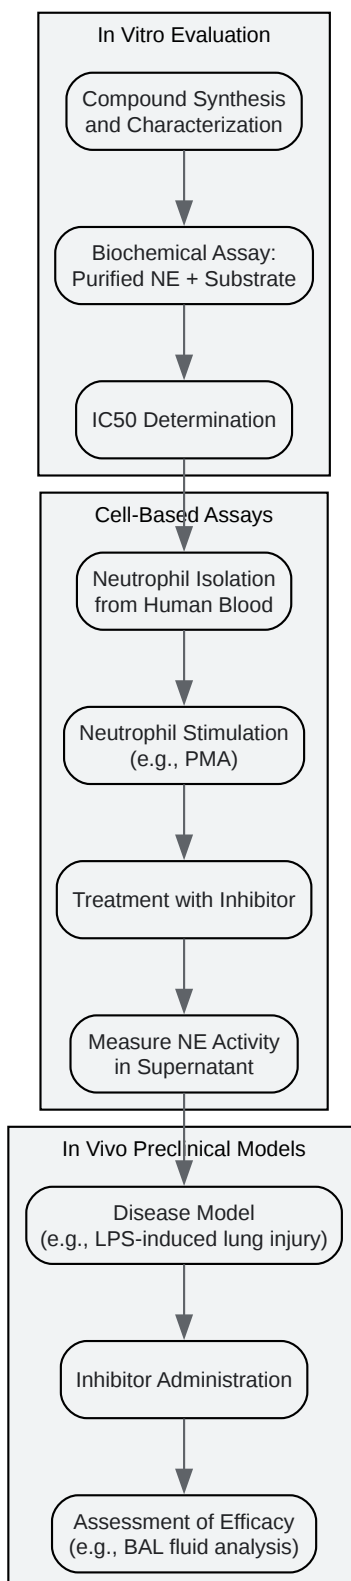 In Vitro Evaluation
Compound Synthesis
and Characterization
Biochemical Assay:
Purified NE + Substrate
IC50 Determination
Cell-Based Assays
Neutrophil Isolation
from Human Blood
Neutrophil Stimulation
(e.g., PMA)
Treatment with Inhibitor
Measure NE Activity
in Supernatant
In Vivo Preclinical Models
Disease Model
(e.g., LPS-induced lung injury)
Inhibitor Administration
Assessment of Efficacy
(e.g., BAL fluid analysis)